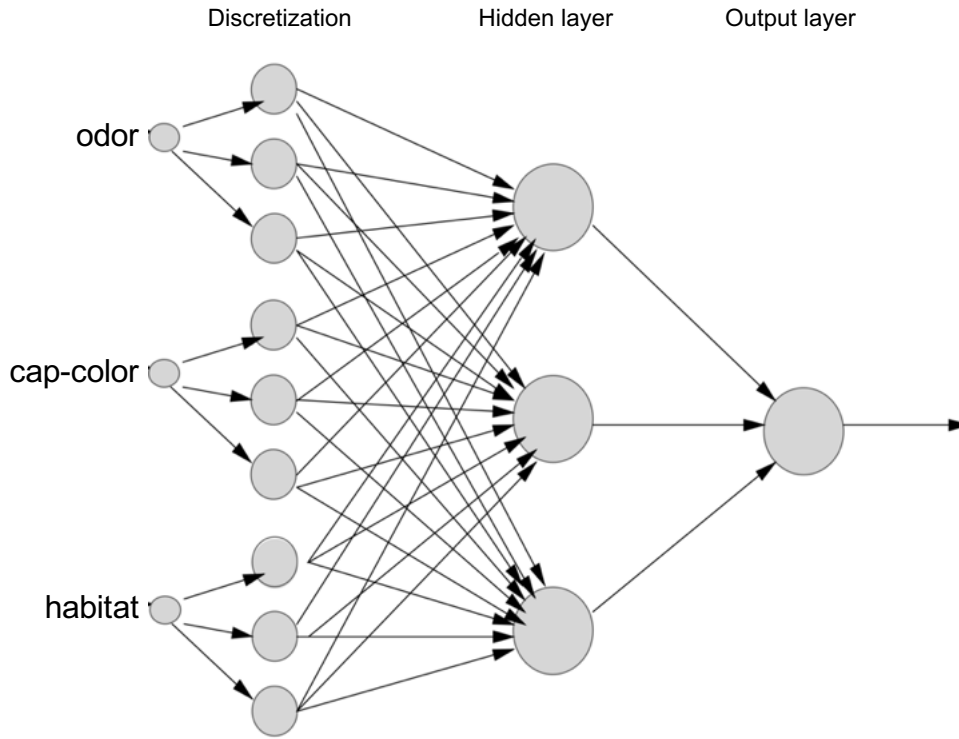 Discretization
Hidden layer
Output layer
odor
cap-color
habitat